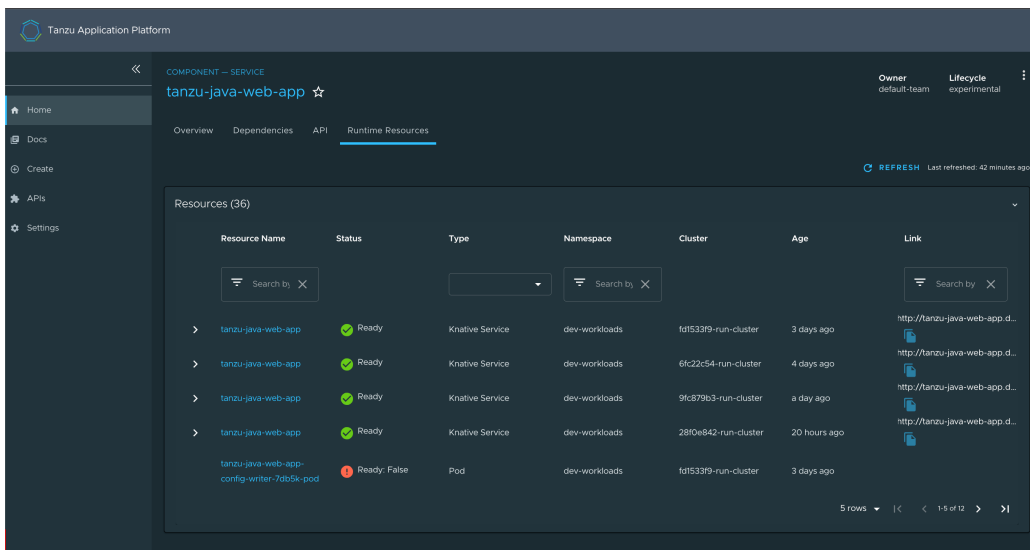 Tanzu Application Platform
COMPONENT — SERVICE
tanzu-java-web-app
Owner
default-team
Lifecycle
experimental
Home
Docs
Create
APIs
Settings
Overview Dependencies API Runtime Resources
REFRESH Last refreshed: 42 minutes ago
Resources (36)
Resource Name Status Type Namespace Cluster Age Link
Search by Search by Search by
tanzu-java-web-app Ready Knative Service dev-workloads fd1533f9-run-cluster 3 days ago http://tanzu-java-web-app.d...
tanzu-java-web-app Ready Knative Service dev-workloads 6fc22c54-run-cluster 4 days ago http://tanzu-java-web-app.d...
tanzu-java-web-app Ready Knative Service dev-workloads 9fc879b3-run-cluster a day ago http://tanzu-java-web-app.d...
tanzu-java-web-app Ready Knative Service dev-workloads 28f0e842-run-cluster 20 hours ago http://tanzu-java-web-app.d...
tanzu-java-web-app-
config-writer-7db5k-pod Ready: False Pod dev-workloads fd1533f9-run-cluster 3 days ago
5 rows 1-5 of 12